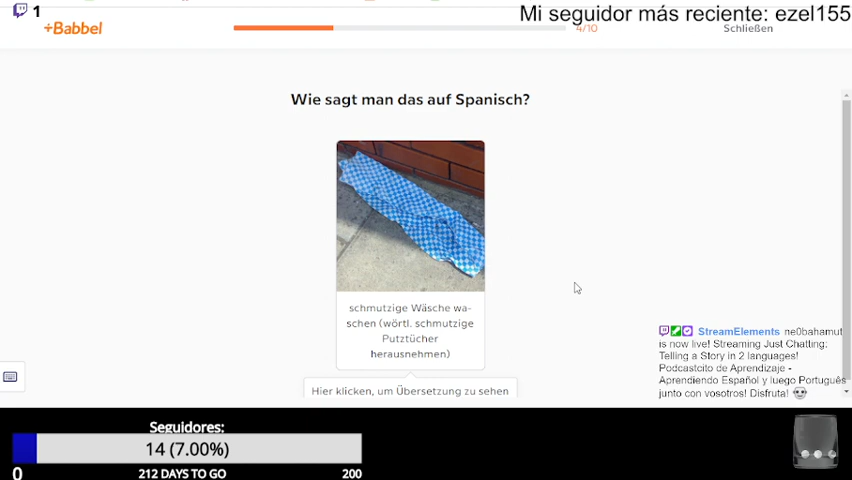 1
Mi seguidor más reciente: ezel155
÷Babbel
4/10
Schließen
Wie sagt man das auf Spanisch?
schmutzige Wäsche wa-
schen (wörtl. schmutzige
Putztücher
herausnehmen)
Hier klicken, um Übersetzung zu sehen
StreamElements ne0bahamut
is now live! Streaming Just Chatting:
Telling a Story in 2 languages!
Podcastcito de Aprendizaje -
Aprendiendo Español y luego Português
junto con vosotros! Disfruta!
Seguidores:
14 (7.00%)
0
212 DAYS TO GO
200